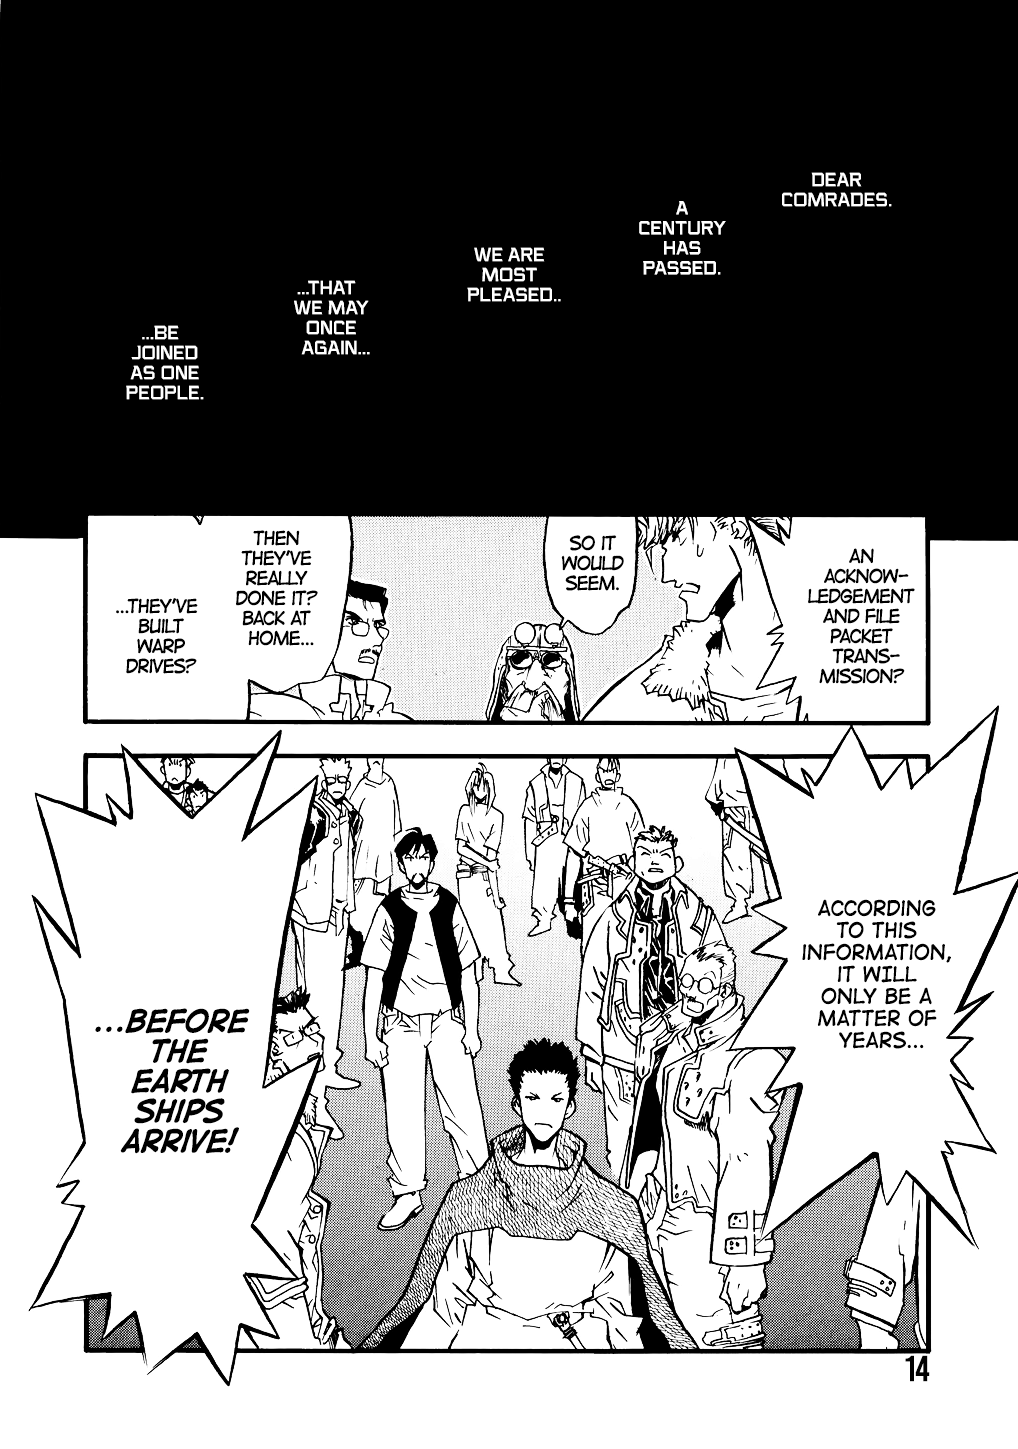 DEAR
COMRADES.
A
CENTURY
HAS
PASSED.
WE ARE
MOST
PLEASED..
...THAT
WE MAY
ONCE
AGAIN...
...BE
JOINED
AS ONE
PEOPLE.
AN
ACKNOW-
LEDGEMENT
AND FILE
PACKET
TRANS-
MISSION?
SO IT
WOULD
SEEM.
THEN
THEY'VE
REALLY
DONE IT?
BACK AT
HOME...
...THEY'VE
BUILT
WARP
DRIVES?
ACCORDING
TO THIS
INFORMATION,
IT WILL
ONLY BE A
MATTER OF
YEARS...
...BEFORE
THE
EARTH
SHIPS
ARRIVE!
14